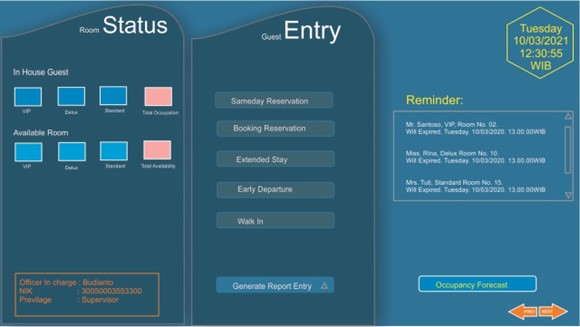 Room Status
In House Guest
VIP Delux Standard Total Occupation
Available Room
VIP Delux Standard Total Availability
Officer In charge : Budianto
NIK : 30050003553300
Previlage : Supervisor
Guest Entry
Sameday Reservation
Booking Reservation
Extended Stay
Early Departure
Walk In
Generate Report Entry
Tuesday
10/03/2021
12:30:55
WIB
Reminder:
Mr. Santoso, VIP, Room No. 02.
Will Expired. Tuesday. 10/03/2020. 13.00.00WIB
Miss. RIna, Delux Room No. 10.
Will Expired. Tuesday. 10/03/2020. 13.00.00WIB
Mrs. Tuti, Standard Room No. 15.
Will Expired. Tuesday. 10/03/2020. 13.00.00WIB
Occupancy Forecast
PREV NEXT